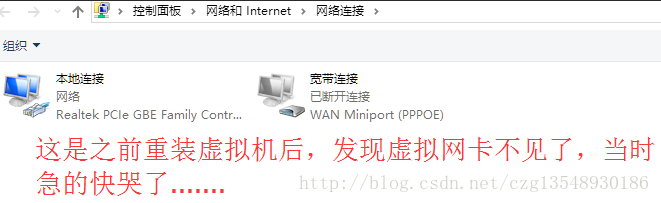 控制面板 > 网络和 Internet > 网络连接
组织
本地连接
网络
Realtek PCIe GBE Family Contr...
宽带连接
已断开连接
WAN Miniport (PPPOE)
这是之前重装虚拟机后，发现虚拟网卡不见了，当时
急的快哭了.......
http://blog.csdn.net/czg13548930186